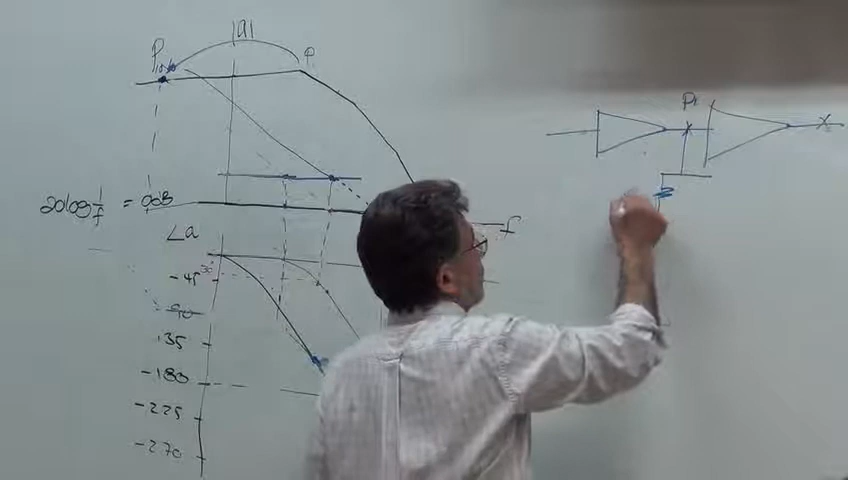 |a|
P
P1
20log 1/f = 0dB
f
∠a
-45
-90
135
-180
-225
-270